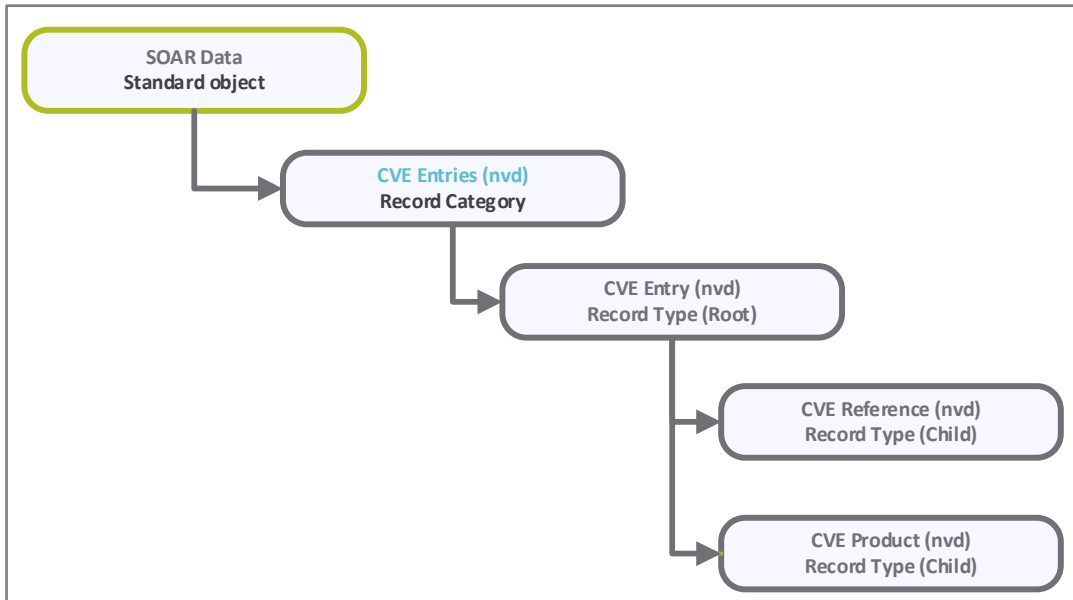 SOAR Data
Standard object
CVE Entries (nvd)
Record Category
CVE Entry (nvd)
Record Type (Root)
CVE Reference (nvd)
Record Type (Child)
CVE Product (nvd)
Record Type (Child)